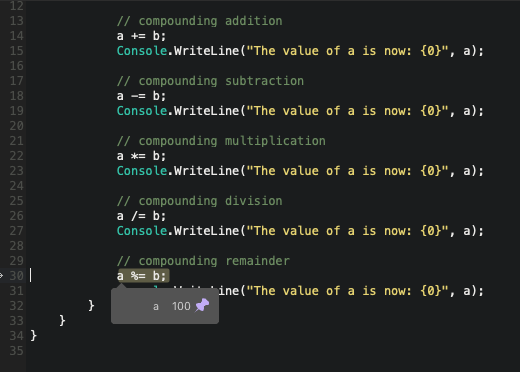 12
13 // compounding addition
14 a += b;
15 Console.WriteLine("The value of a is now: {0}", a);
16
17 // compounding subtraction
18 a -= b;
19 Console.WriteLine("The value of a is now: {0}", a);
20
21 // compounding multiplication
22 a *= b;
23 Console.WriteLine("The value of a is now: {0}", a);
24
25 // compounding division
26 a /= b;
27 Console.WriteLine("The value of a is now: {0}", a);
28
29 // compounding remainder
30 a %= b;
31 Line("The value of a is now: {0}", a);
32 }
a 100
33 }
34 }
35